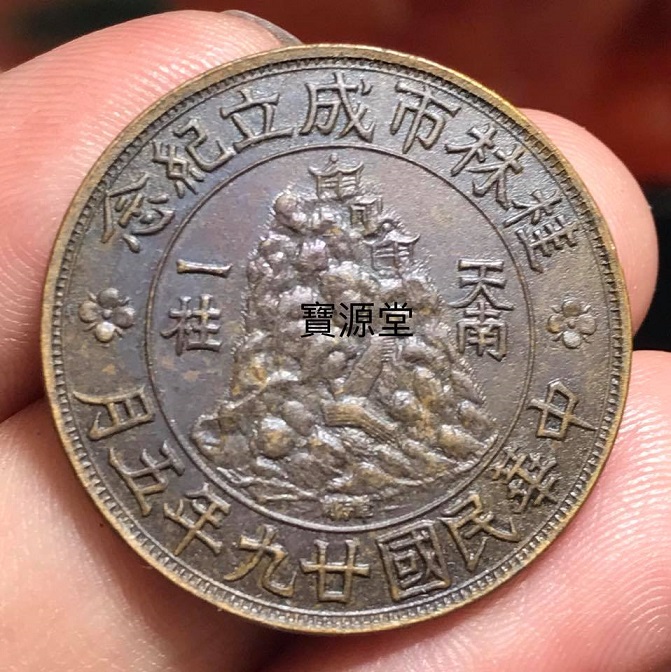 桂林市成立紀念
天南
一桂
中華民國廿九年五月
寶源堂